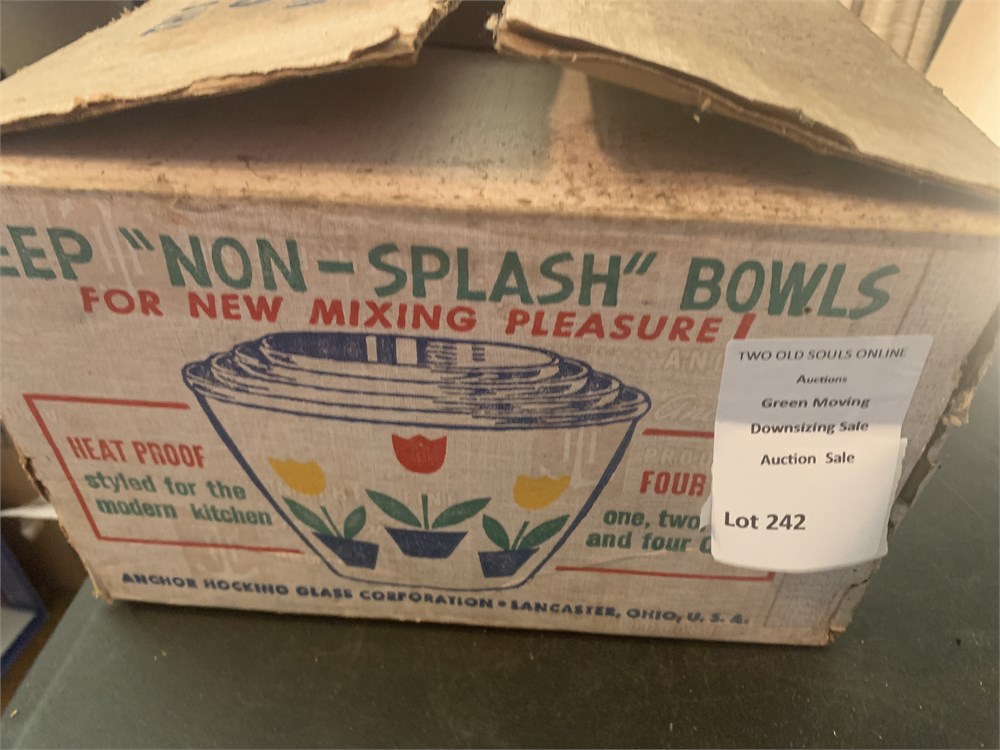 EEP "NON-SPLASH" BOWLS
FOR NEW MIXING PLEASURE!
HEAT PROOF
styled for the
modern kitchen
FOUR
one, two,
and four
ANCHOR HOCKING GLASS CORPORATION • LANCASTER, OHIO, U. S. A.
TWO OLD SOULS ONLINE
Auctions
Green Moving
Downsizing Sale
Auction Sale
Lot 242